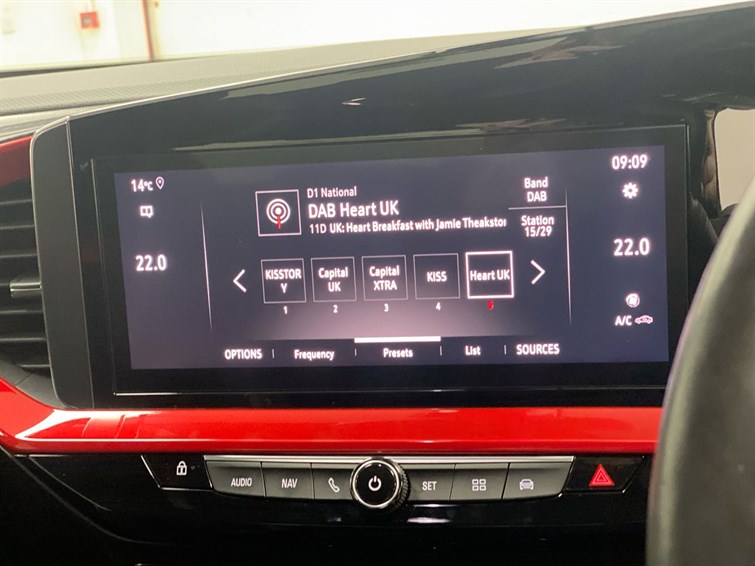 14°C
09:09
D1 National
DAB Heart UK
11D UK: Heart Breakfast with Jamie Theakston
Band
DAB
Station
15/29
22.0
22.0
KISSTOR
Y
Capital
UK
Capital
XTRA
KISS
Heart UK
1
2
3
4
5
A/C
OPTIONS
Frequency
Presets
List
SOURCES
AUDIO
NAV
SET